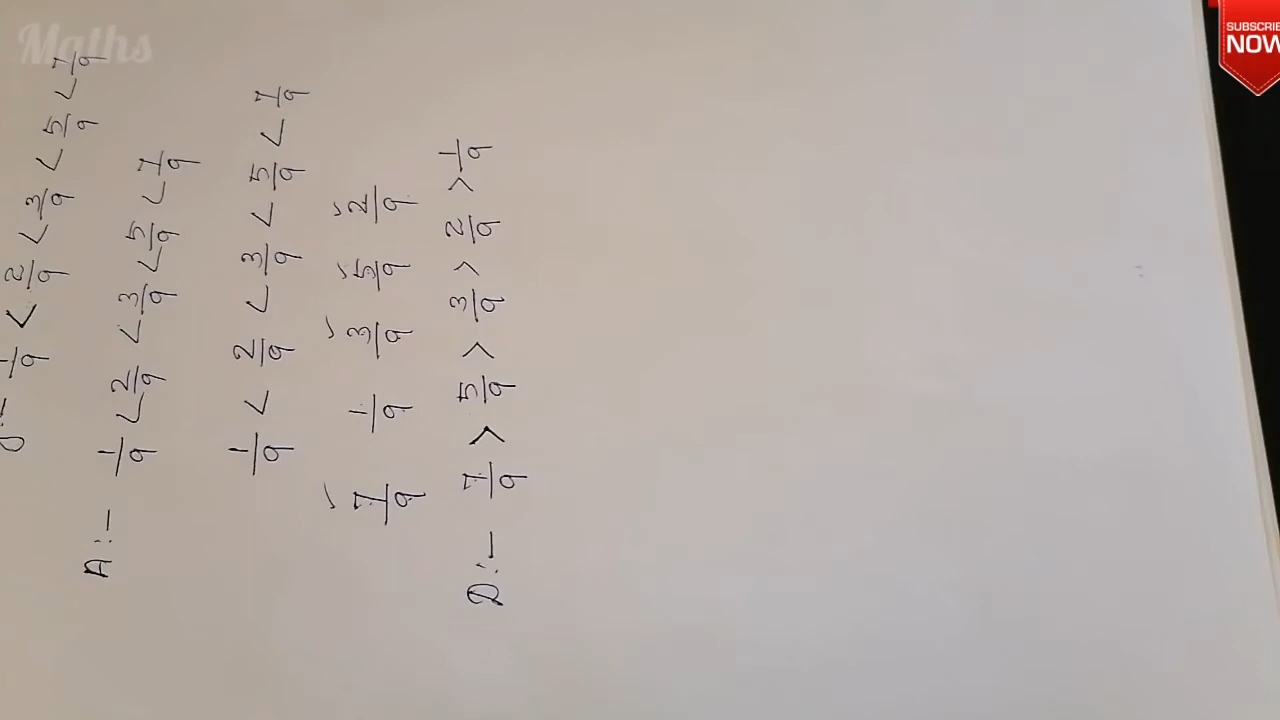 Maths
SUBSCRIBE
NOW
1/9 < 2/9 < 3/9 < 5/9 < 7/9
A:- 1/9 < 2/9 < 3/9 < 5/9 < 7/9
1/9 < 2/9 < 3/9 < 5/9 < 7/9
7/9 1/9 3/9 5/9 2/9
D:- 7/9 > 5/9 > 3/9 > 2/9 > 1/9